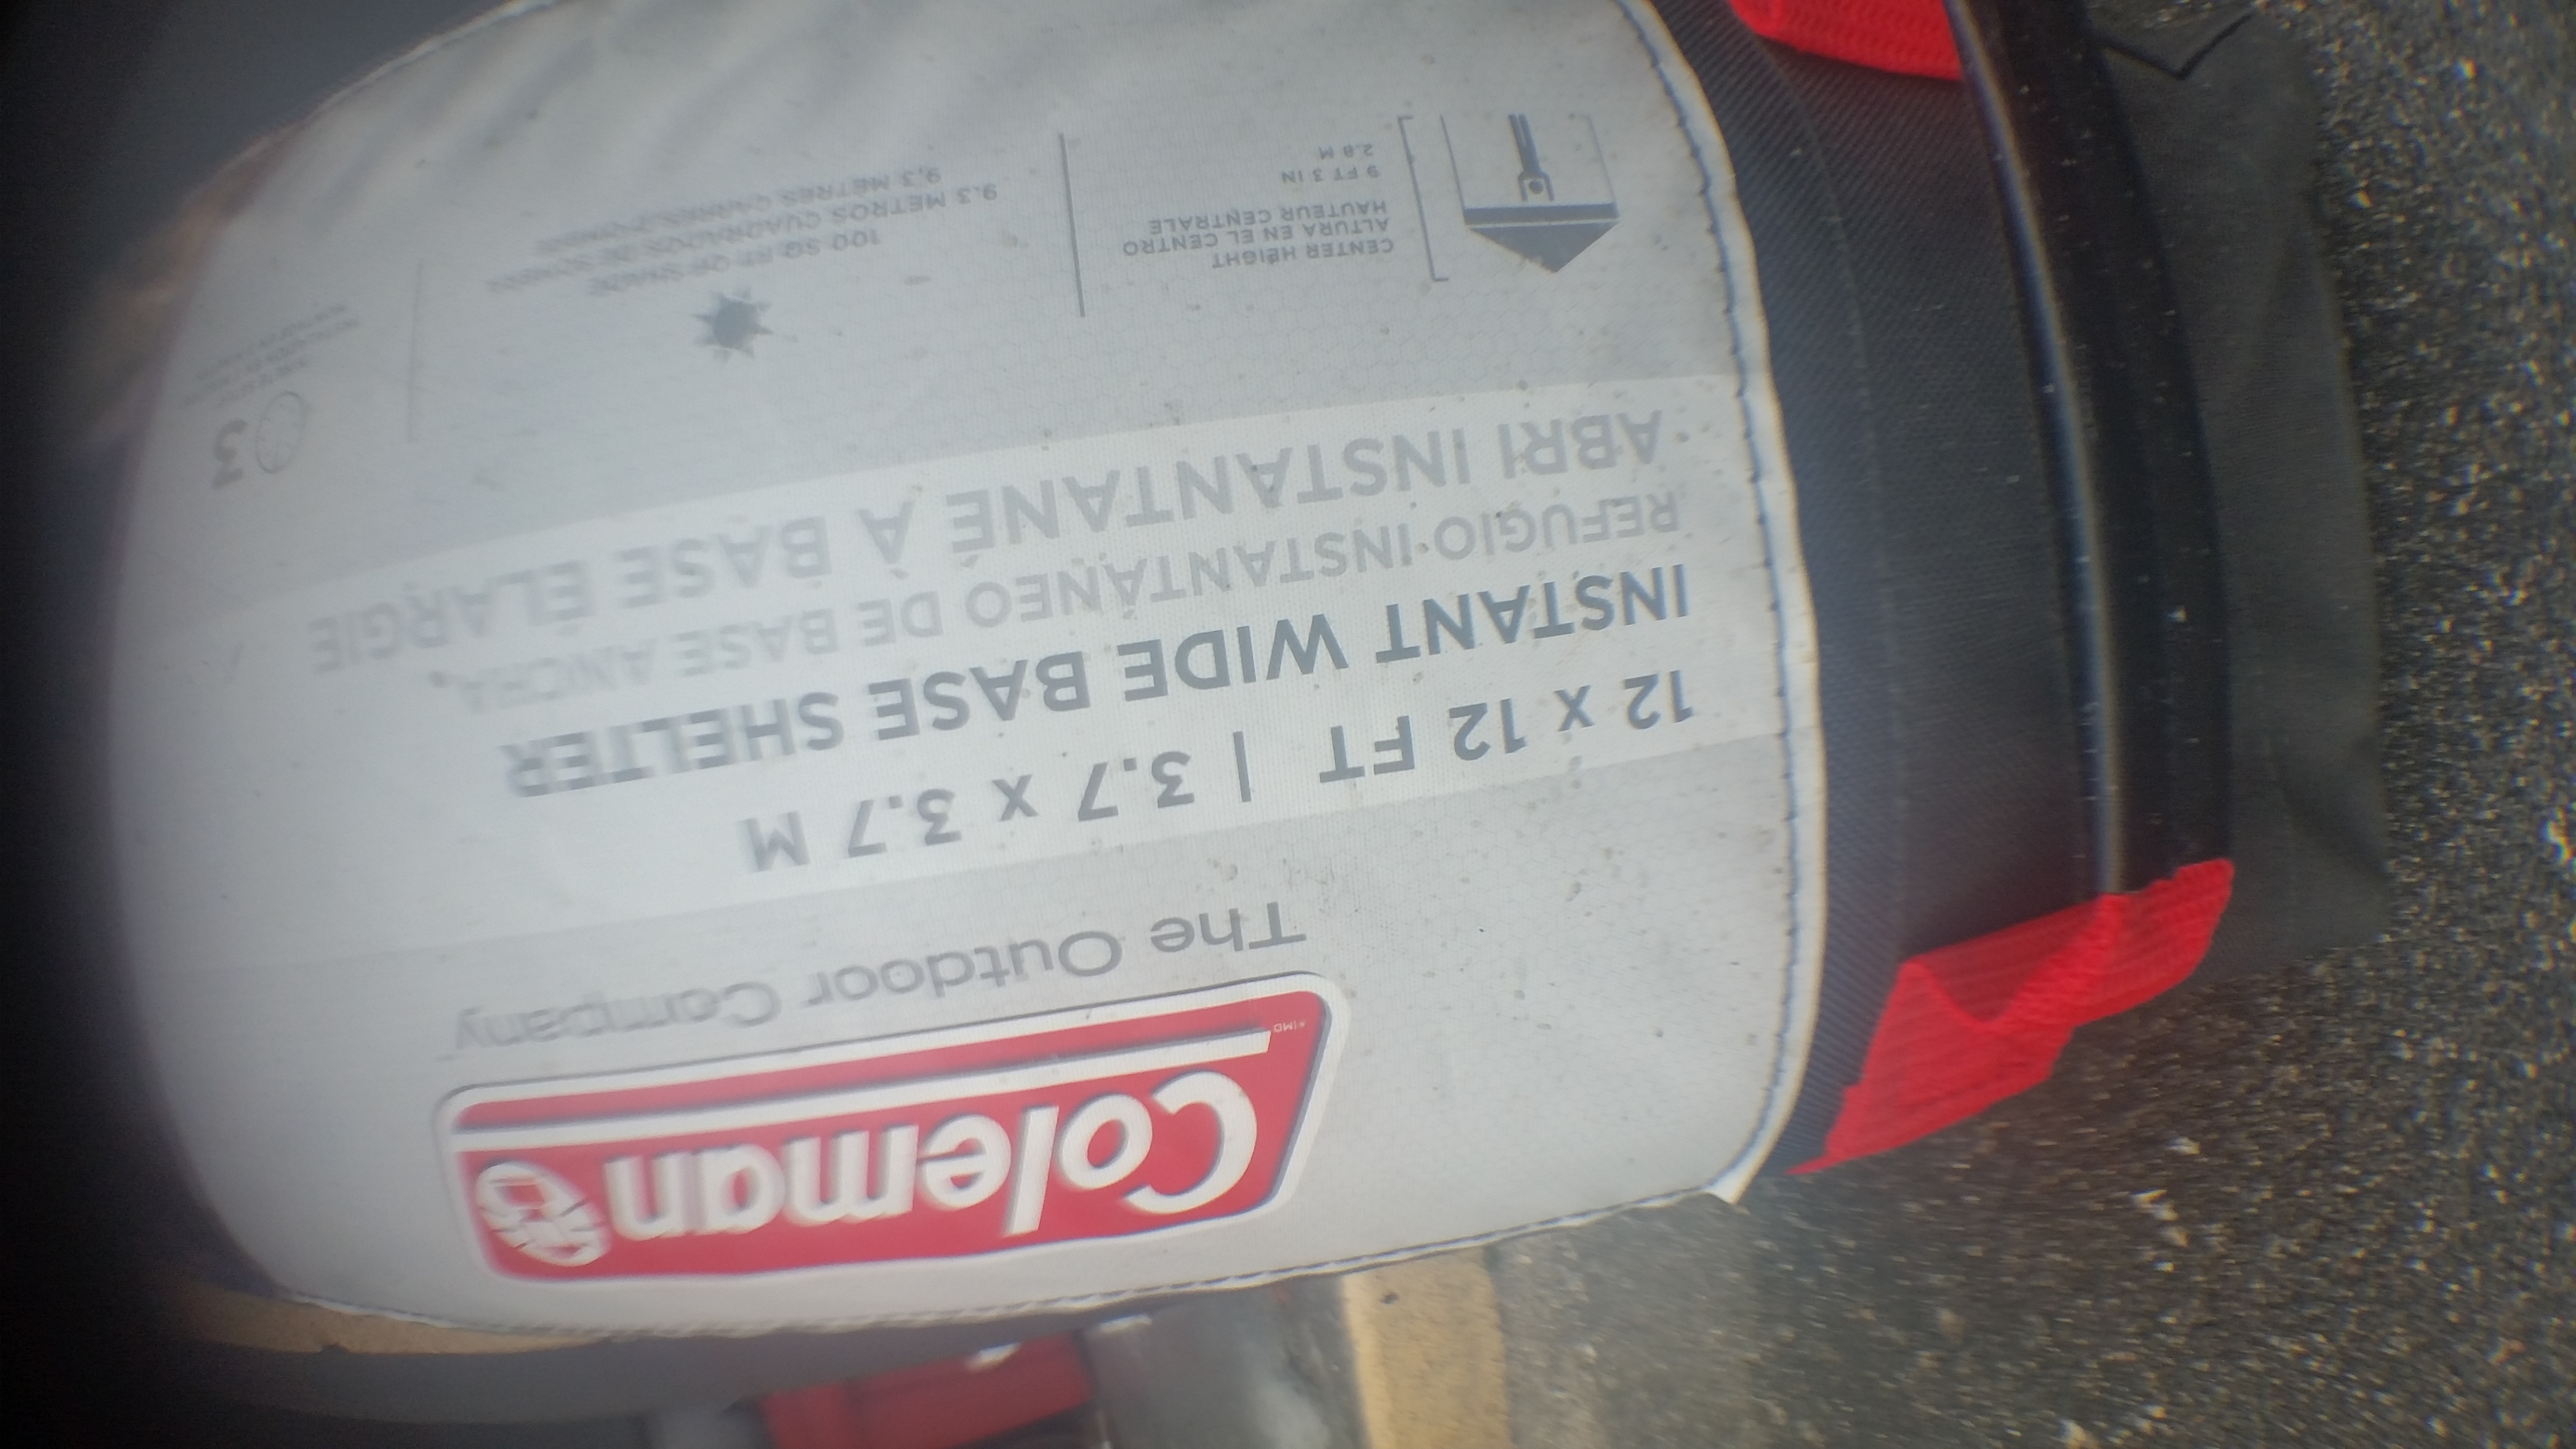 Coleman
The Outdoor Company
12 x 12 FT | 3.7 x 3.7 M
INSTANT WIDE BASE SHELTER
REFUGIO INSTANTÁNEO DE BASE ANCHA
ABRI INSTANTANÉ À BASE ÉLARGIE
CENTER HEIGHT
ALTURA EN EL CENTRO
HAUTEUR CENTRALE
9 FT 3 IN
2.8 M
100 SQ FT OF SHADE
9.3 METROS CUADRADOS DE SOMBRA
9,3 MÈTRES CARRÉS D'OMBRE
3